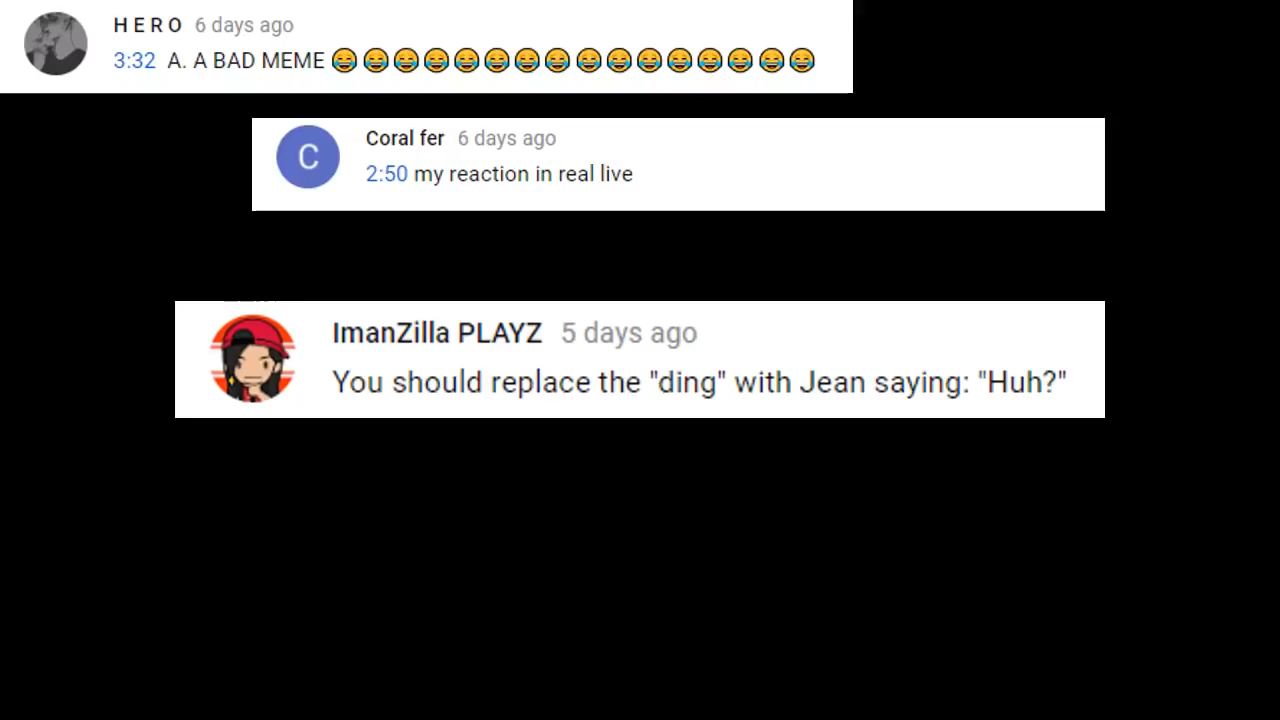 H E R O 6 days ago
3:32 A. A BAD MEME 😂😂😂😂😂😂😂😂😂😂😂😂😂😂😂😂
C
Coral fer 6 days ago
2:50 my reaction in real live
ImanZilla PLAYZ 5 days ago
You should replace the "ding" with Jean saying: "Huh?"